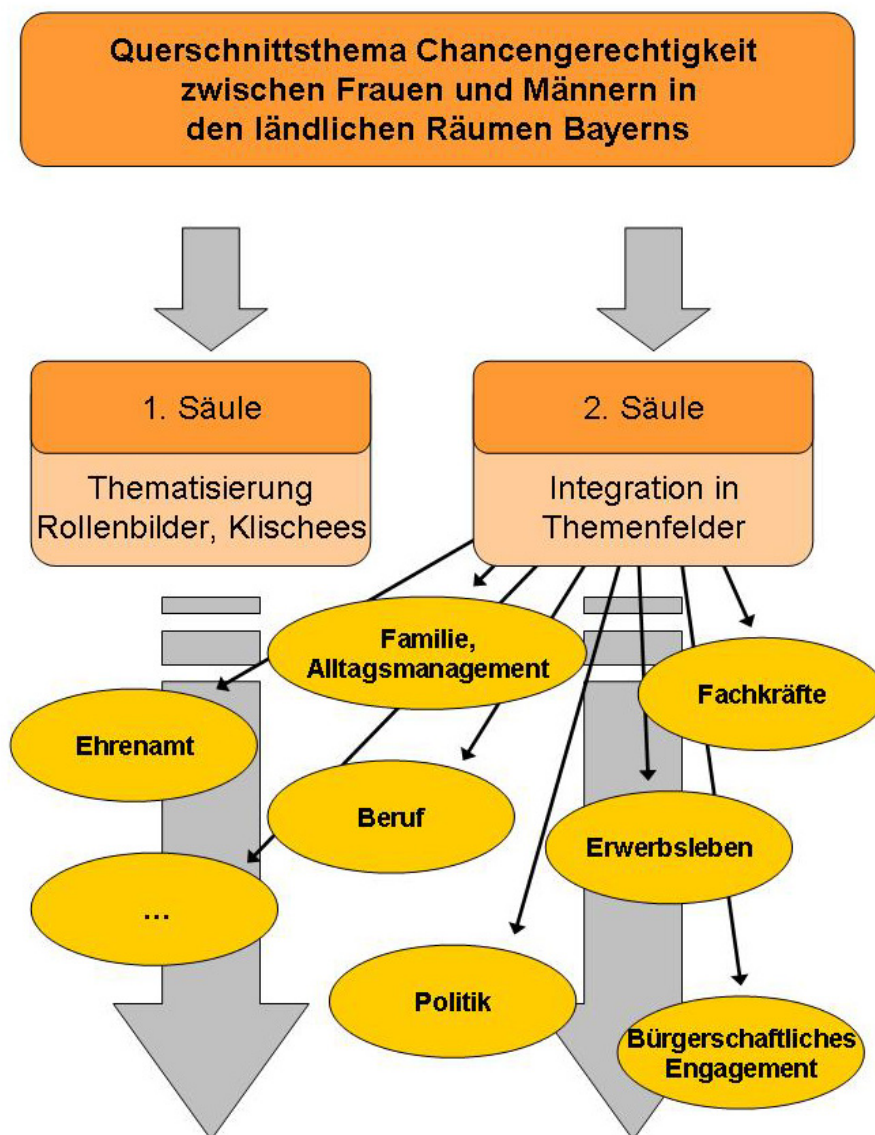 Querschnittsthema Chancengerechtigkeit
zwischen Frauen und Männern in
den ländlichen Räumen Bayerns
1. Säule
Thematisierung
Rollenbilder, Klischees
2. Säule
Integration in
Themenfelder
Familie,
Alltagsmanagement
Fachkräfte
Ehrenamt
Beruf
Erwerbsleben
...
Politik
Bürgerschaftliches
Engagement